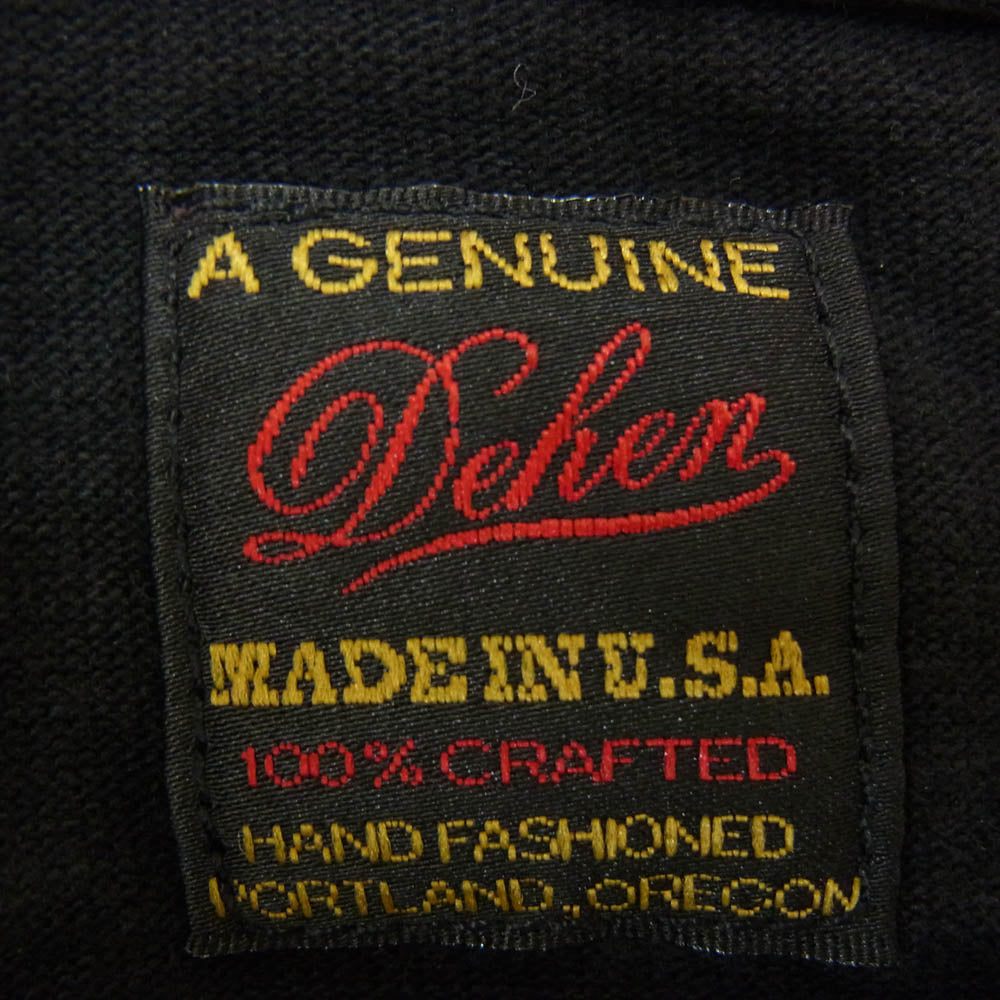 A GENUINE
Dehen
MADE IN U.S.A.
100% CRAFTED
HAND FASHIONED
PORTLAND, OREGON